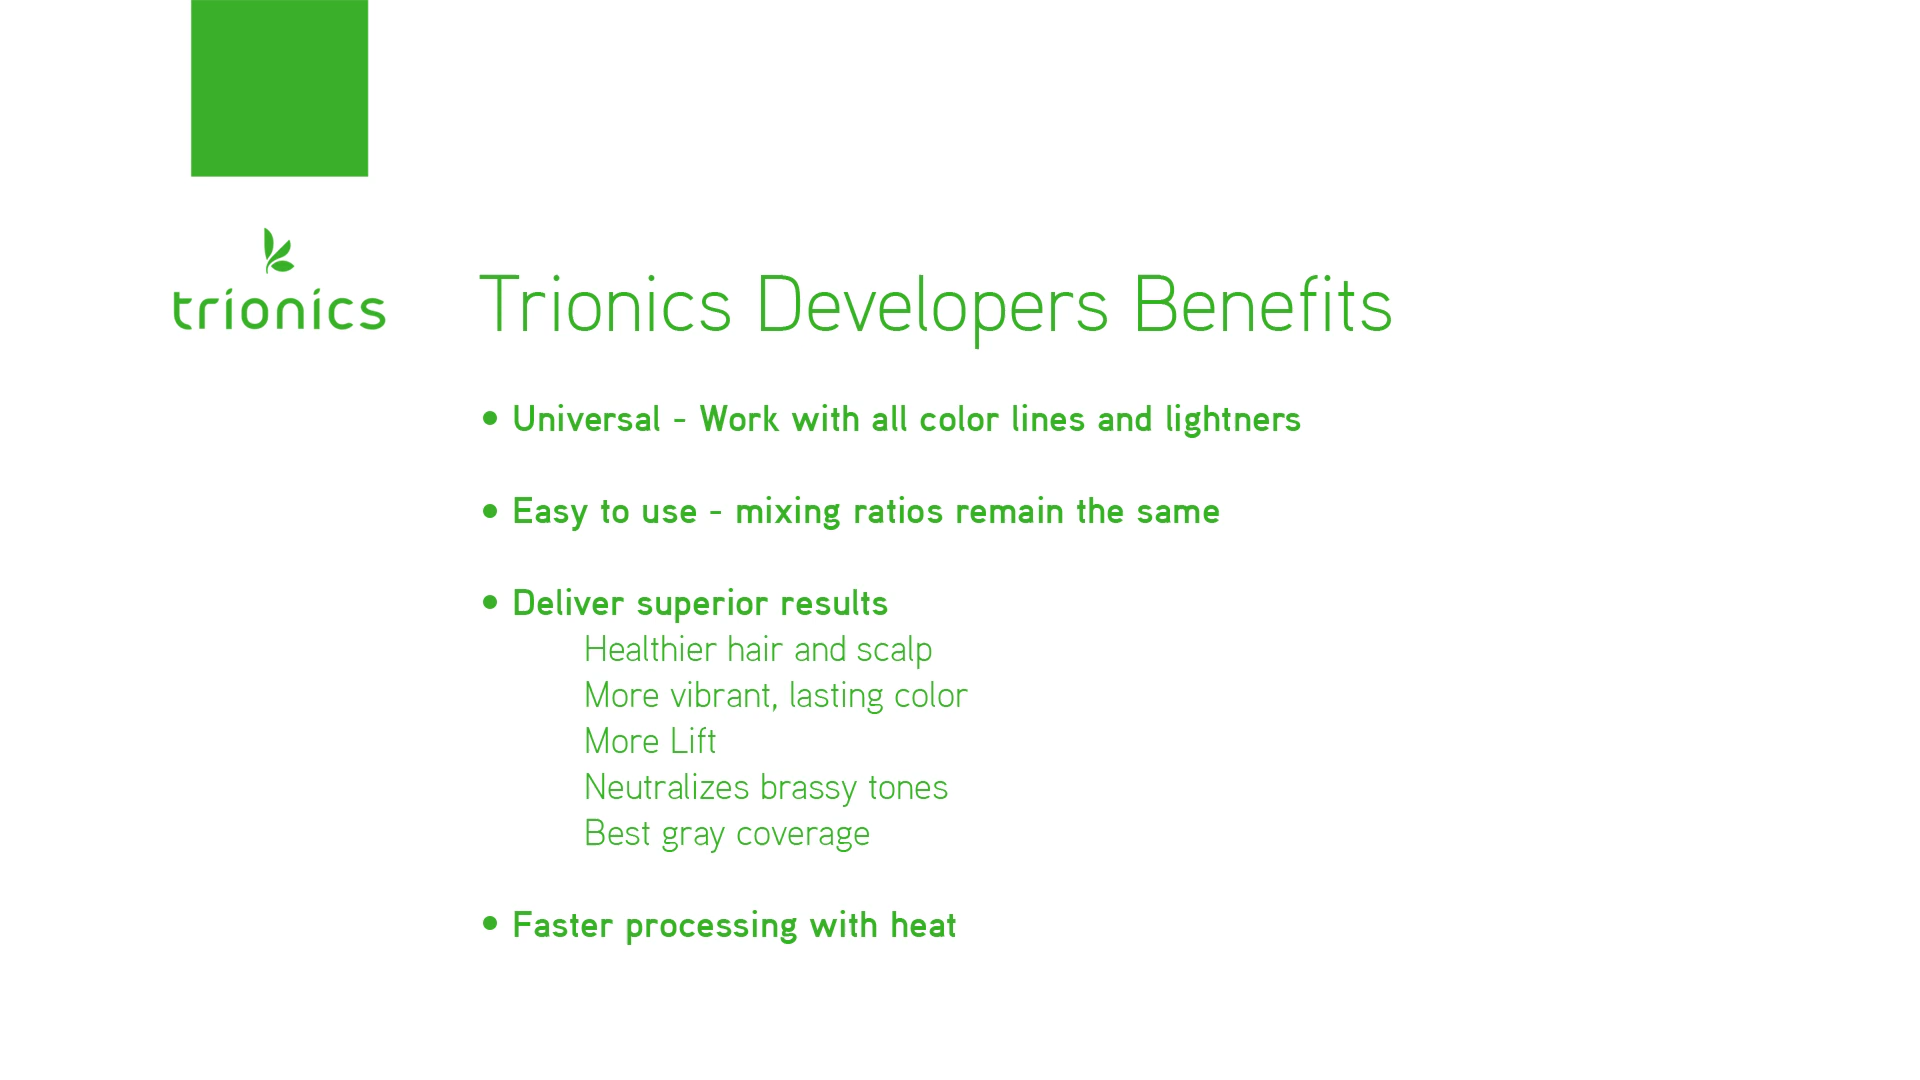 trionics
Trionics Developers Benefits
• Universal - Work with all color lines and lightners
• Easy to use - mixing ratios remain the same
• Deliver superior results
Healthier hair and scalp
More vibrant, lasting color
More Lift
Neutralizes brassy tones
Best gray coverage
• Faster processing with heat